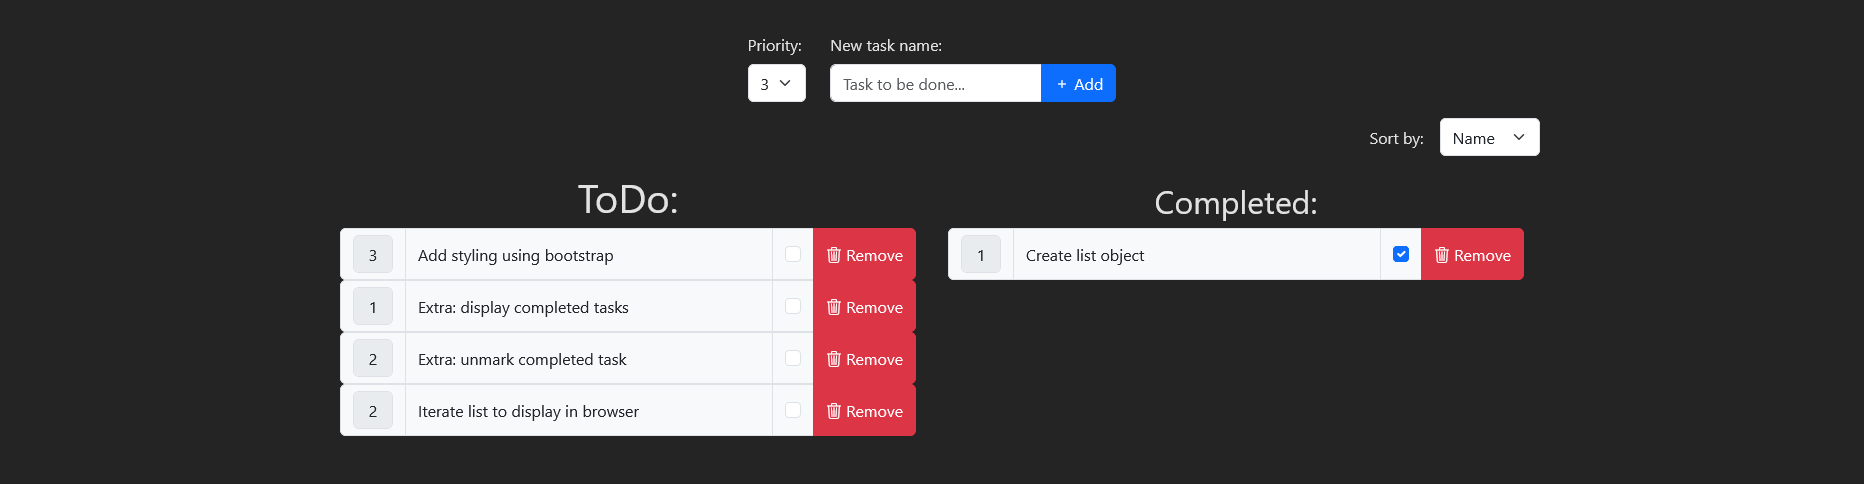 Priority: New task name:
3 Task to be done... + Add
Sort by: Name
ToDo:
3 Add styling using bootstrap Remove
1 Extra: display completed tasks Remove
2 Extra: unmark completed task Remove
2 Iterate list to display in browser Remove
Completed:
1 Create list object Remove